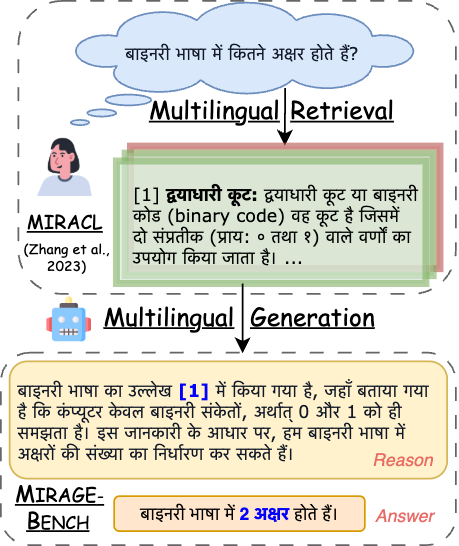 बाइनरी भाषा में कितने अक्षर होते हैं?
Multilingual Retrieval
MIRACL
(Zhang et al.,
2023)
[1] द्वयाधारी कूट: द्वयाधारी कूट या बाइनरी
कोड (binary code) वह कूट है जिसमें
दो संप्रतीक (प्राय: ० तथा १) वाले वर्णों का
उपयोग किया जाता है। ...
Multilingual Generation
बाइनरी भाषा का उल्लेख [1] में किया गया है, जहाँ बताया गया
है कि कंप्यूटर केवल बाइनरी संकेतों, अर्थात् 0 और 1 को ही
समझता है। इस जानकारी के आधार पर, हम बाइनरी भाषा में
अक्षरों की संख्या का निर्धारण कर सकते हैं।
Reason
MIRAGE-
BENCH
बाइनरी भाषा में 2 अक्षर होते हैं।
Answer